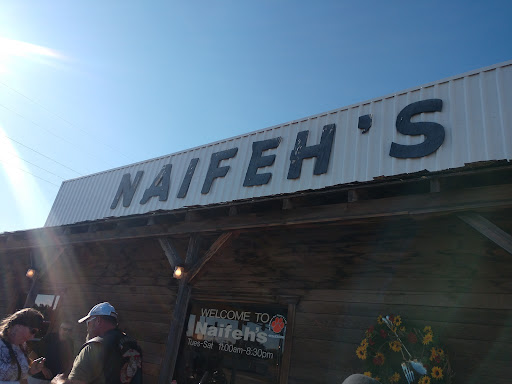 NAIFEH'S
WELCOME TO
Naifeh's
Tues-Sat 11:00am-8:30pm